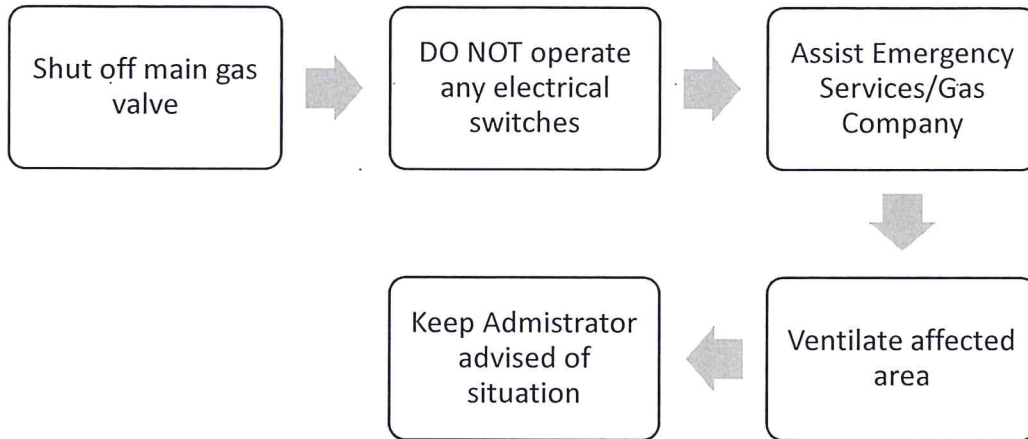 Shut off main gas
valve
DO NOT operate
any electrical
switches
Assist Emergency
Services/Gas
Company
Ventilate affected
area
Keep Admistrator
advised of
situation